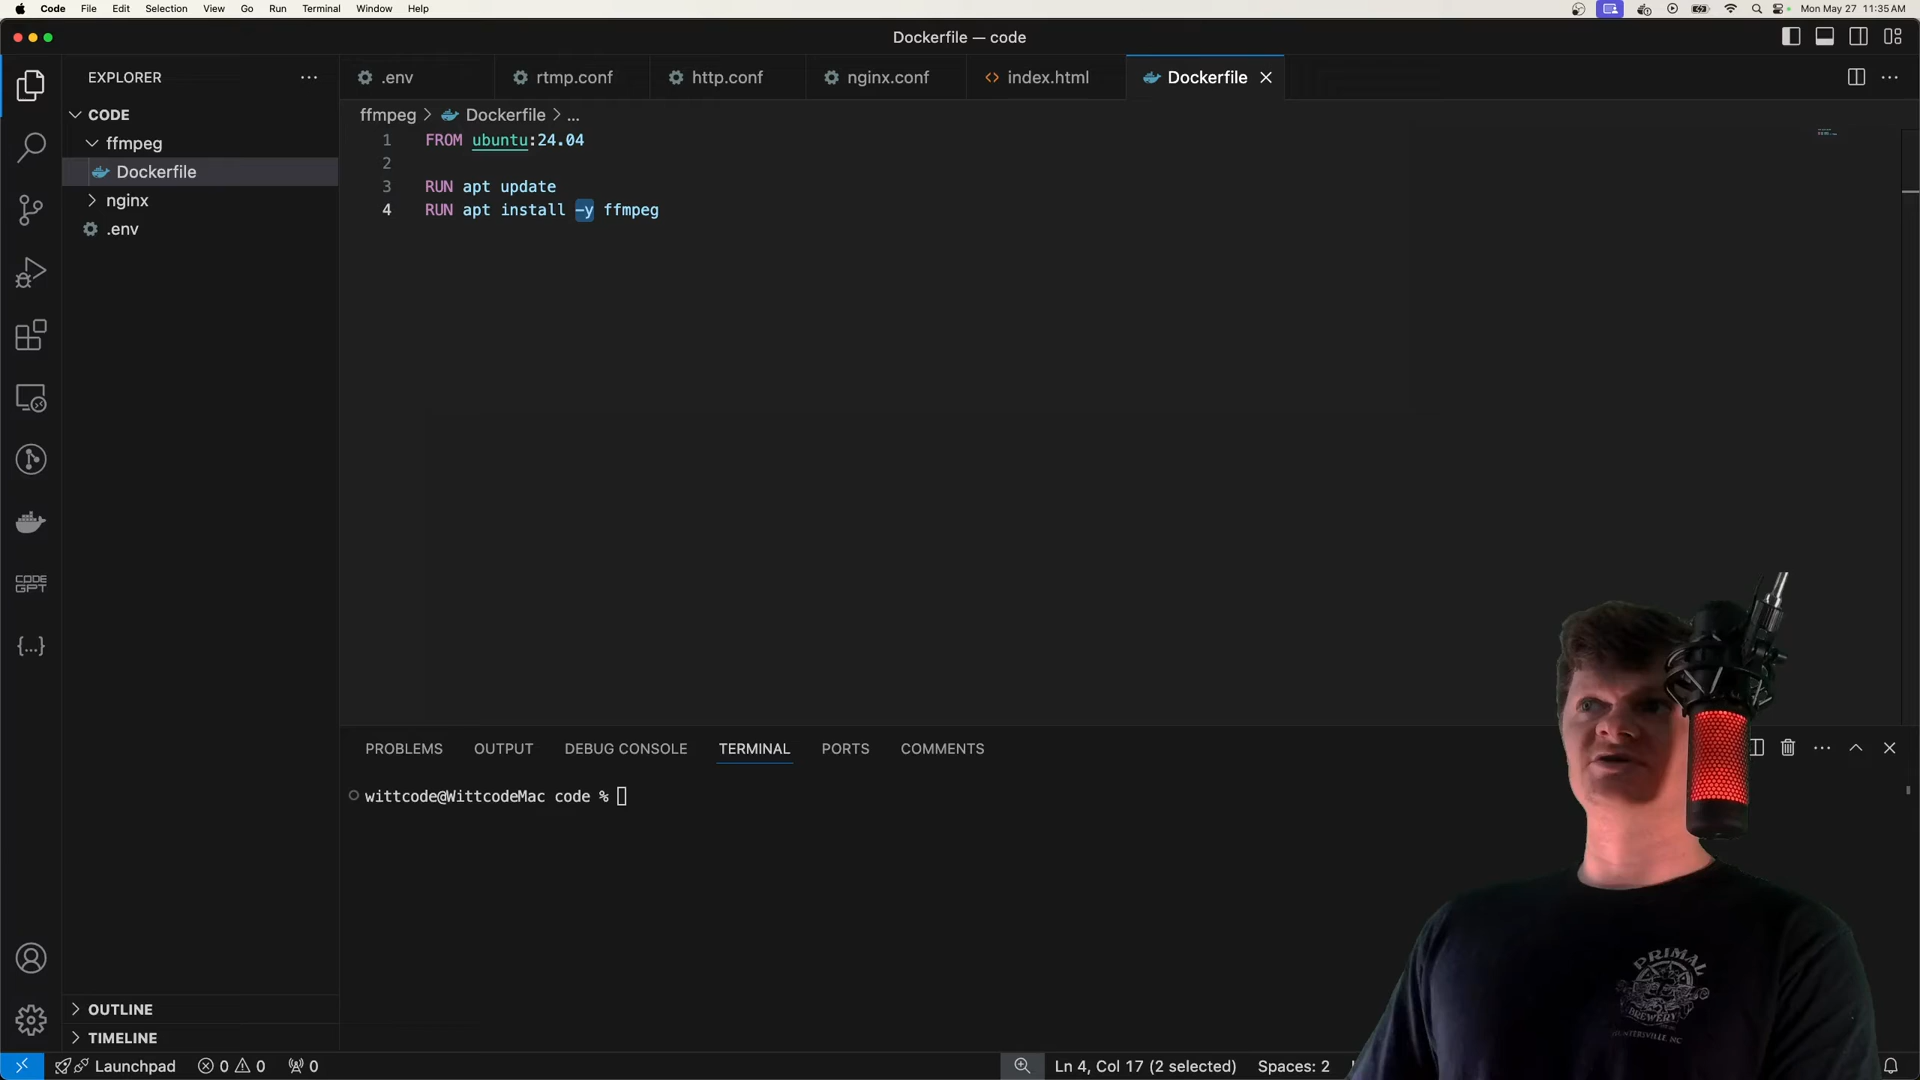 Code File Edit Selection View Go Run Terminal Window Help
Mon May 27 11:35 AM
Dockerfile — code
EXPLORER
.env
rtmp.conf
http.conf
nginx.conf
index.html
Dockerfile
CODE
ffmpeg
Dockerfile
nginx
.env
ffmpeg > Dockerfile > ...
1 FROM ubuntu:24.04
2
3 RUN apt update
4 RUN apt install -y ffmpeg
CODE GPT
PROBLEMS OUTPUT DEBUG CONSOLE TERMINAL PORTS COMMENTS
wittcode@WittcodeMac code %
PRIMAL
BREWERY
HUNTERSVILLE, NC
OUTLINE
TIMELINE
Launchpad 0 0 0
Ln 4, Col 17 (2 selected) Spaces: 2